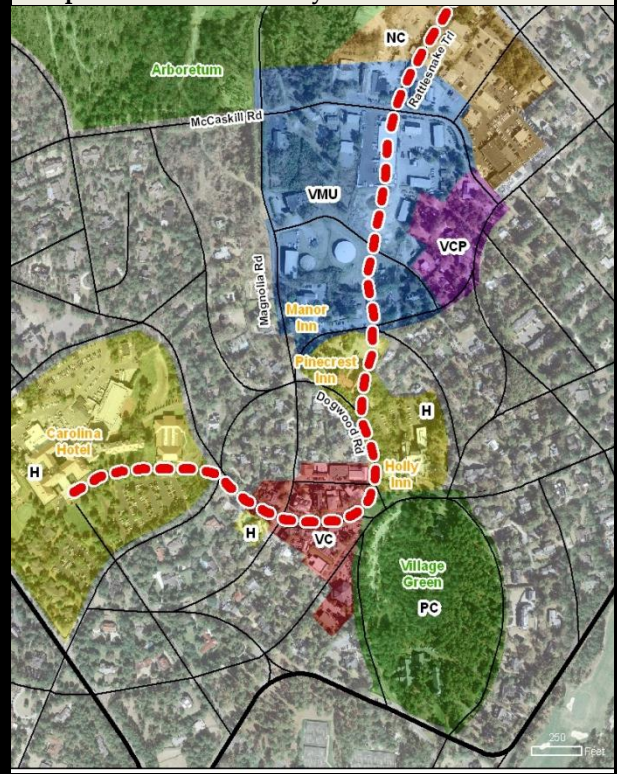 NC
Rattlesnake Trl
Arboretum
McCaskill Rd
VMU
VCP
Magnolia Rd
Manor
Inn
Pinecrest
Inn
Dogwood Rd
H
Carolina
Hotel
H
Holly
Inn
H
VC
Village
Green
PC
250
Feet